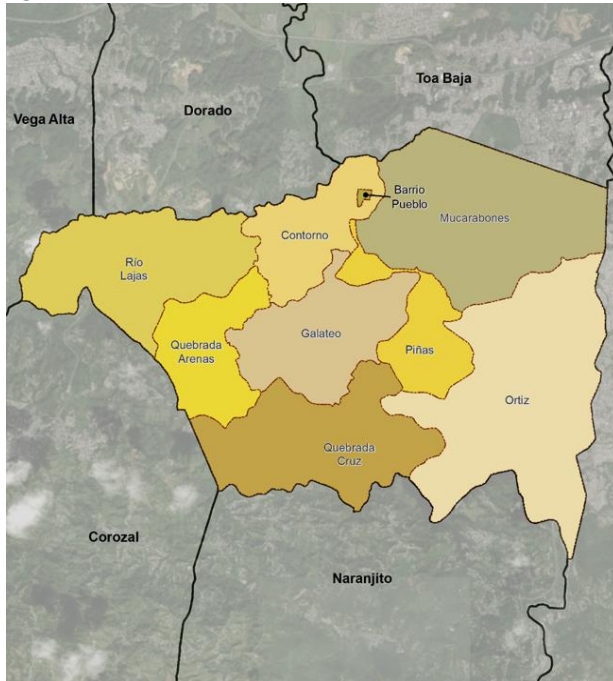 Toa Baja
Dorado
Vega Alta
Barrio
Pueblo
Mucarabones
Contorno
Río
Lajas
Galateo
Quebrada
Arenas
Piñas
Ortiz
Quebrada
Cruz
Corozal
Naranjito